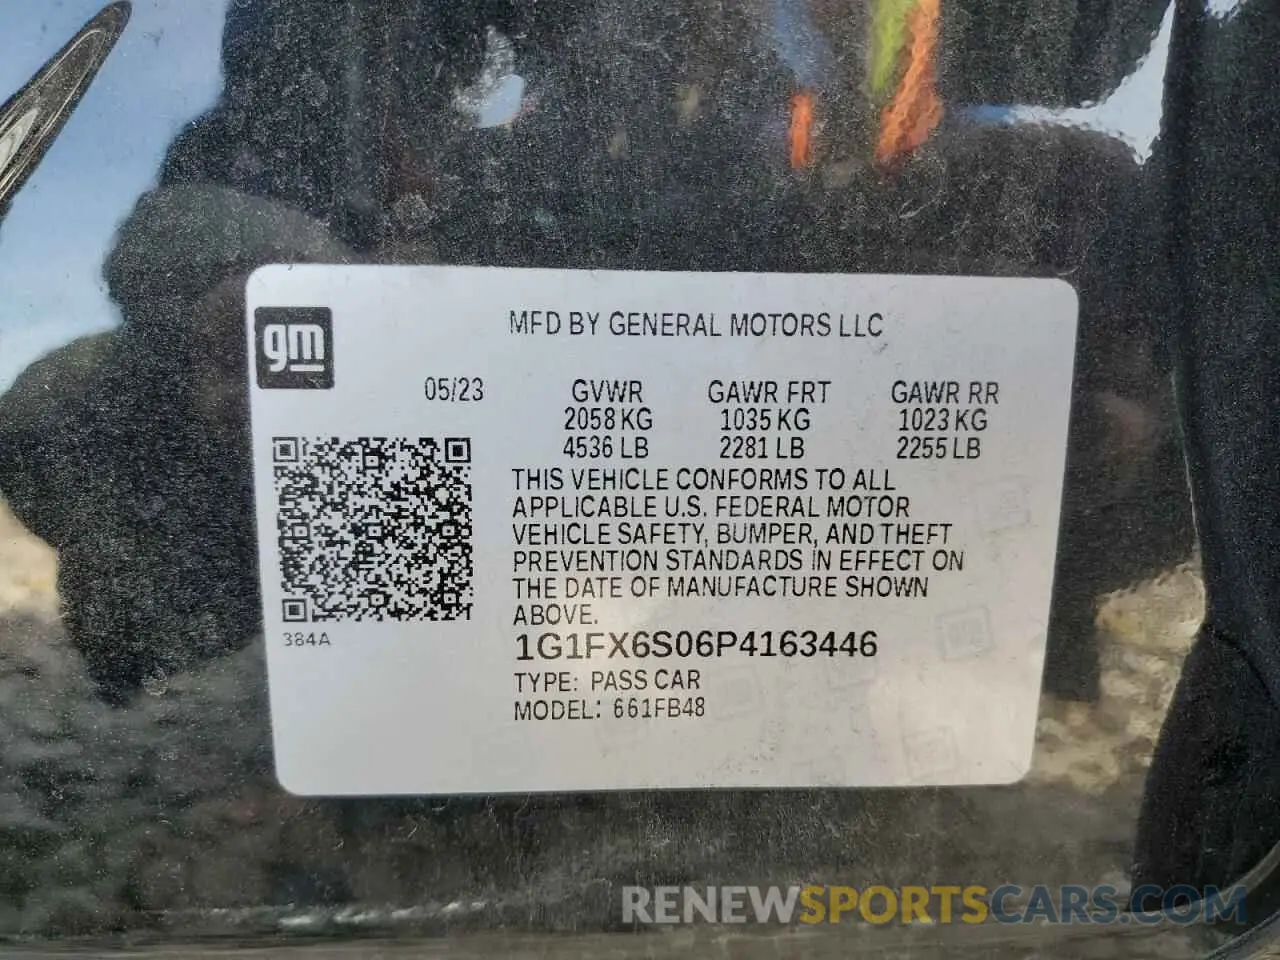 gm
MFD BY GENERAL MOTORS LLC
05/23 GVWR GAWR FRT GAWR RR
2058 KG 1035 KG 1023 KG
4536 LB 2281 LB 2255 LB
THIS VEHICLE CONFORMS TO ALL
APPLICABLE U.S. FEDERAL MOTOR
VEHICLE SAFETY, BUMPER, AND THEFT
PREVENTION STANDARDS IN EFFECT ON
THE DATE OF MANUFACTURE SHOWN
ABOVE.
384A
1G1FX6S06P4163446
TYPE: PASS CAR
MODEL: 661FB48
RENEWSPORTSCARS.COM